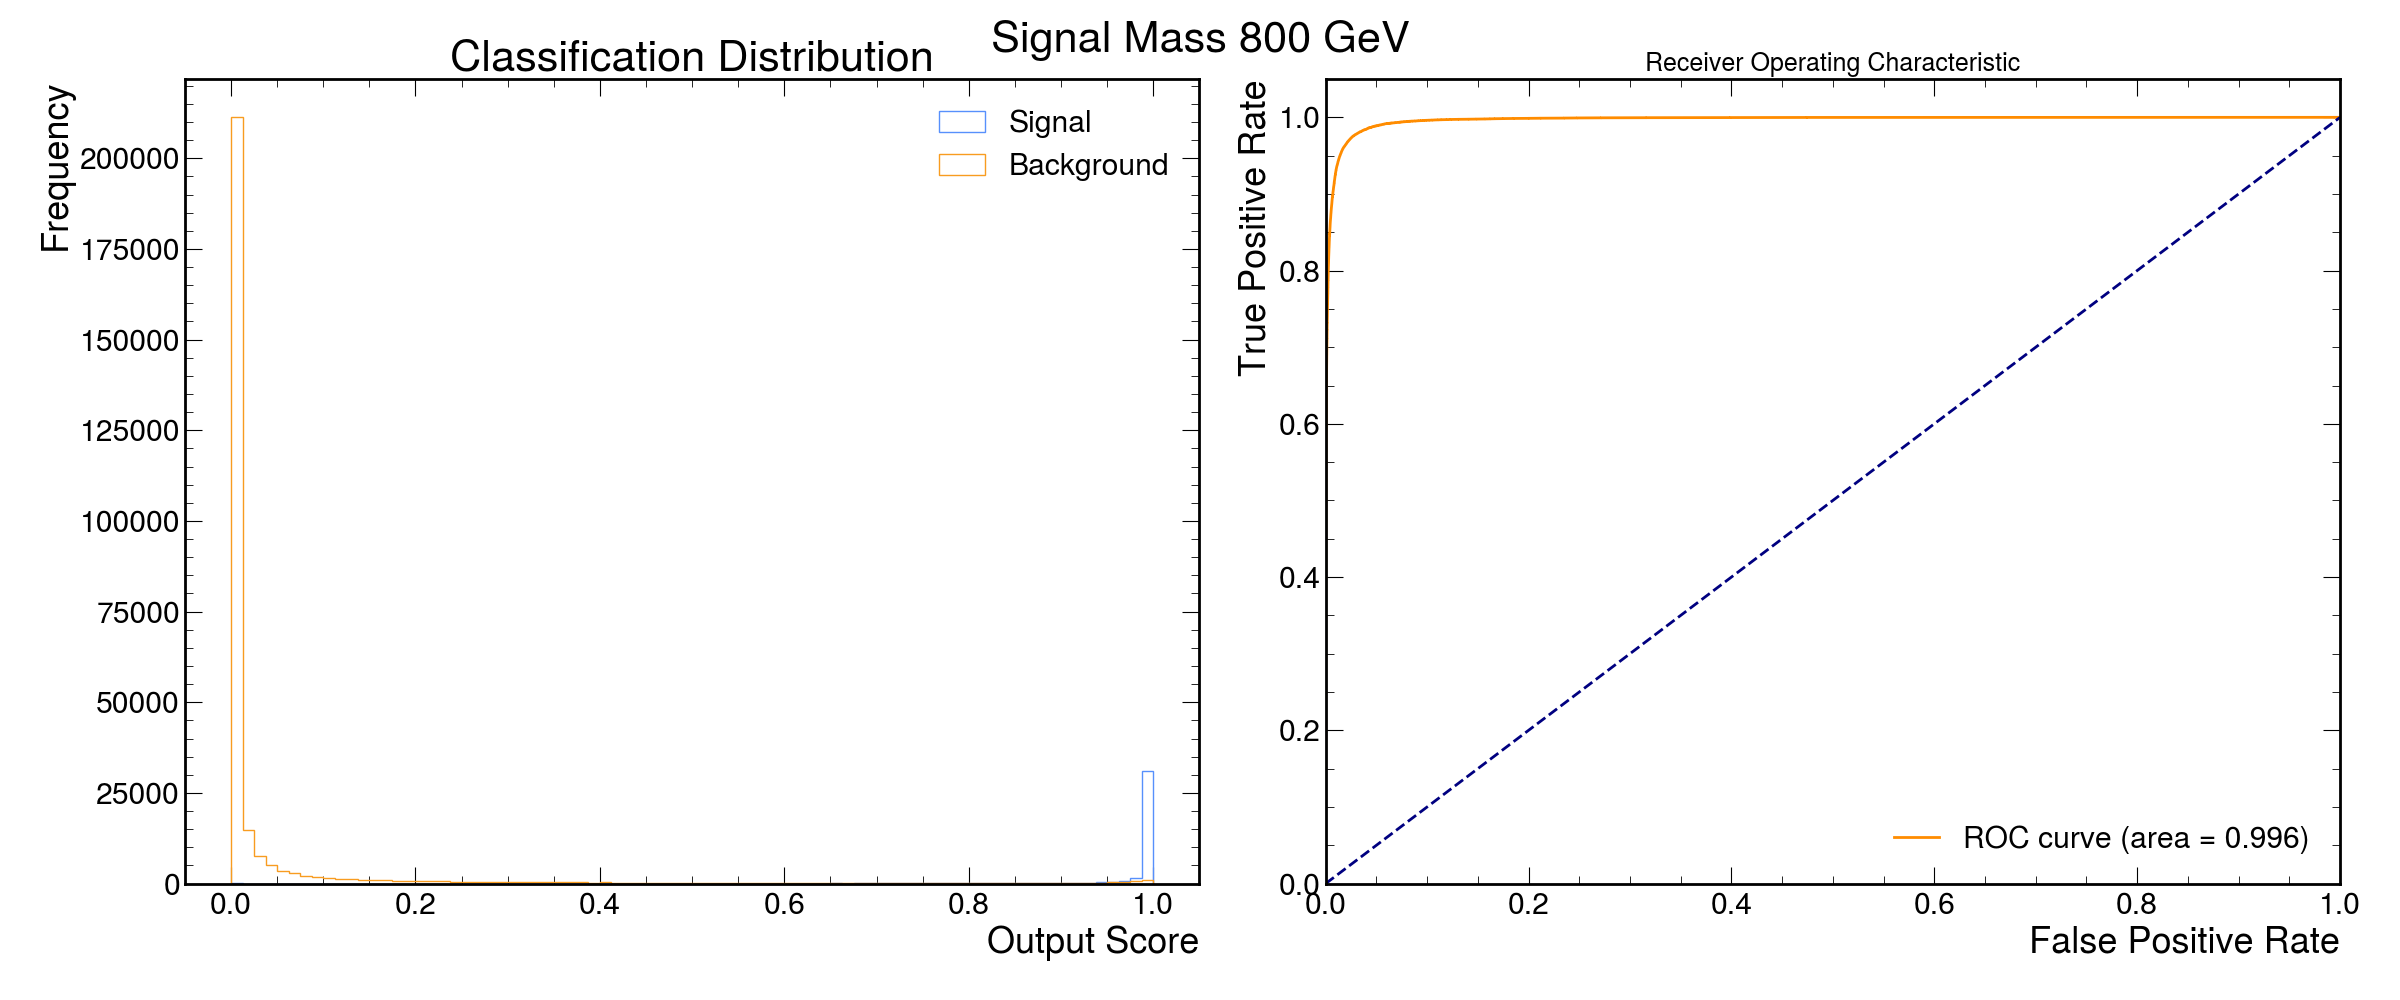 Signal Mass 800 GeV
Classification Distribution
Frequency
200000
175000
150000
125000
100000
75000
50000
25000
0
0.0 0.2 0.4 0.6 0.8 1.0
Output Score
Signal
Background
Receiver Operating Characteristic
True Positive Rate
1.0
0.8
0.6
0.4
0.2
0.0
0.0 0.2 0.4 0.6 0.8 1.0
False Positive Rate
ROC curve (area = 0.996)